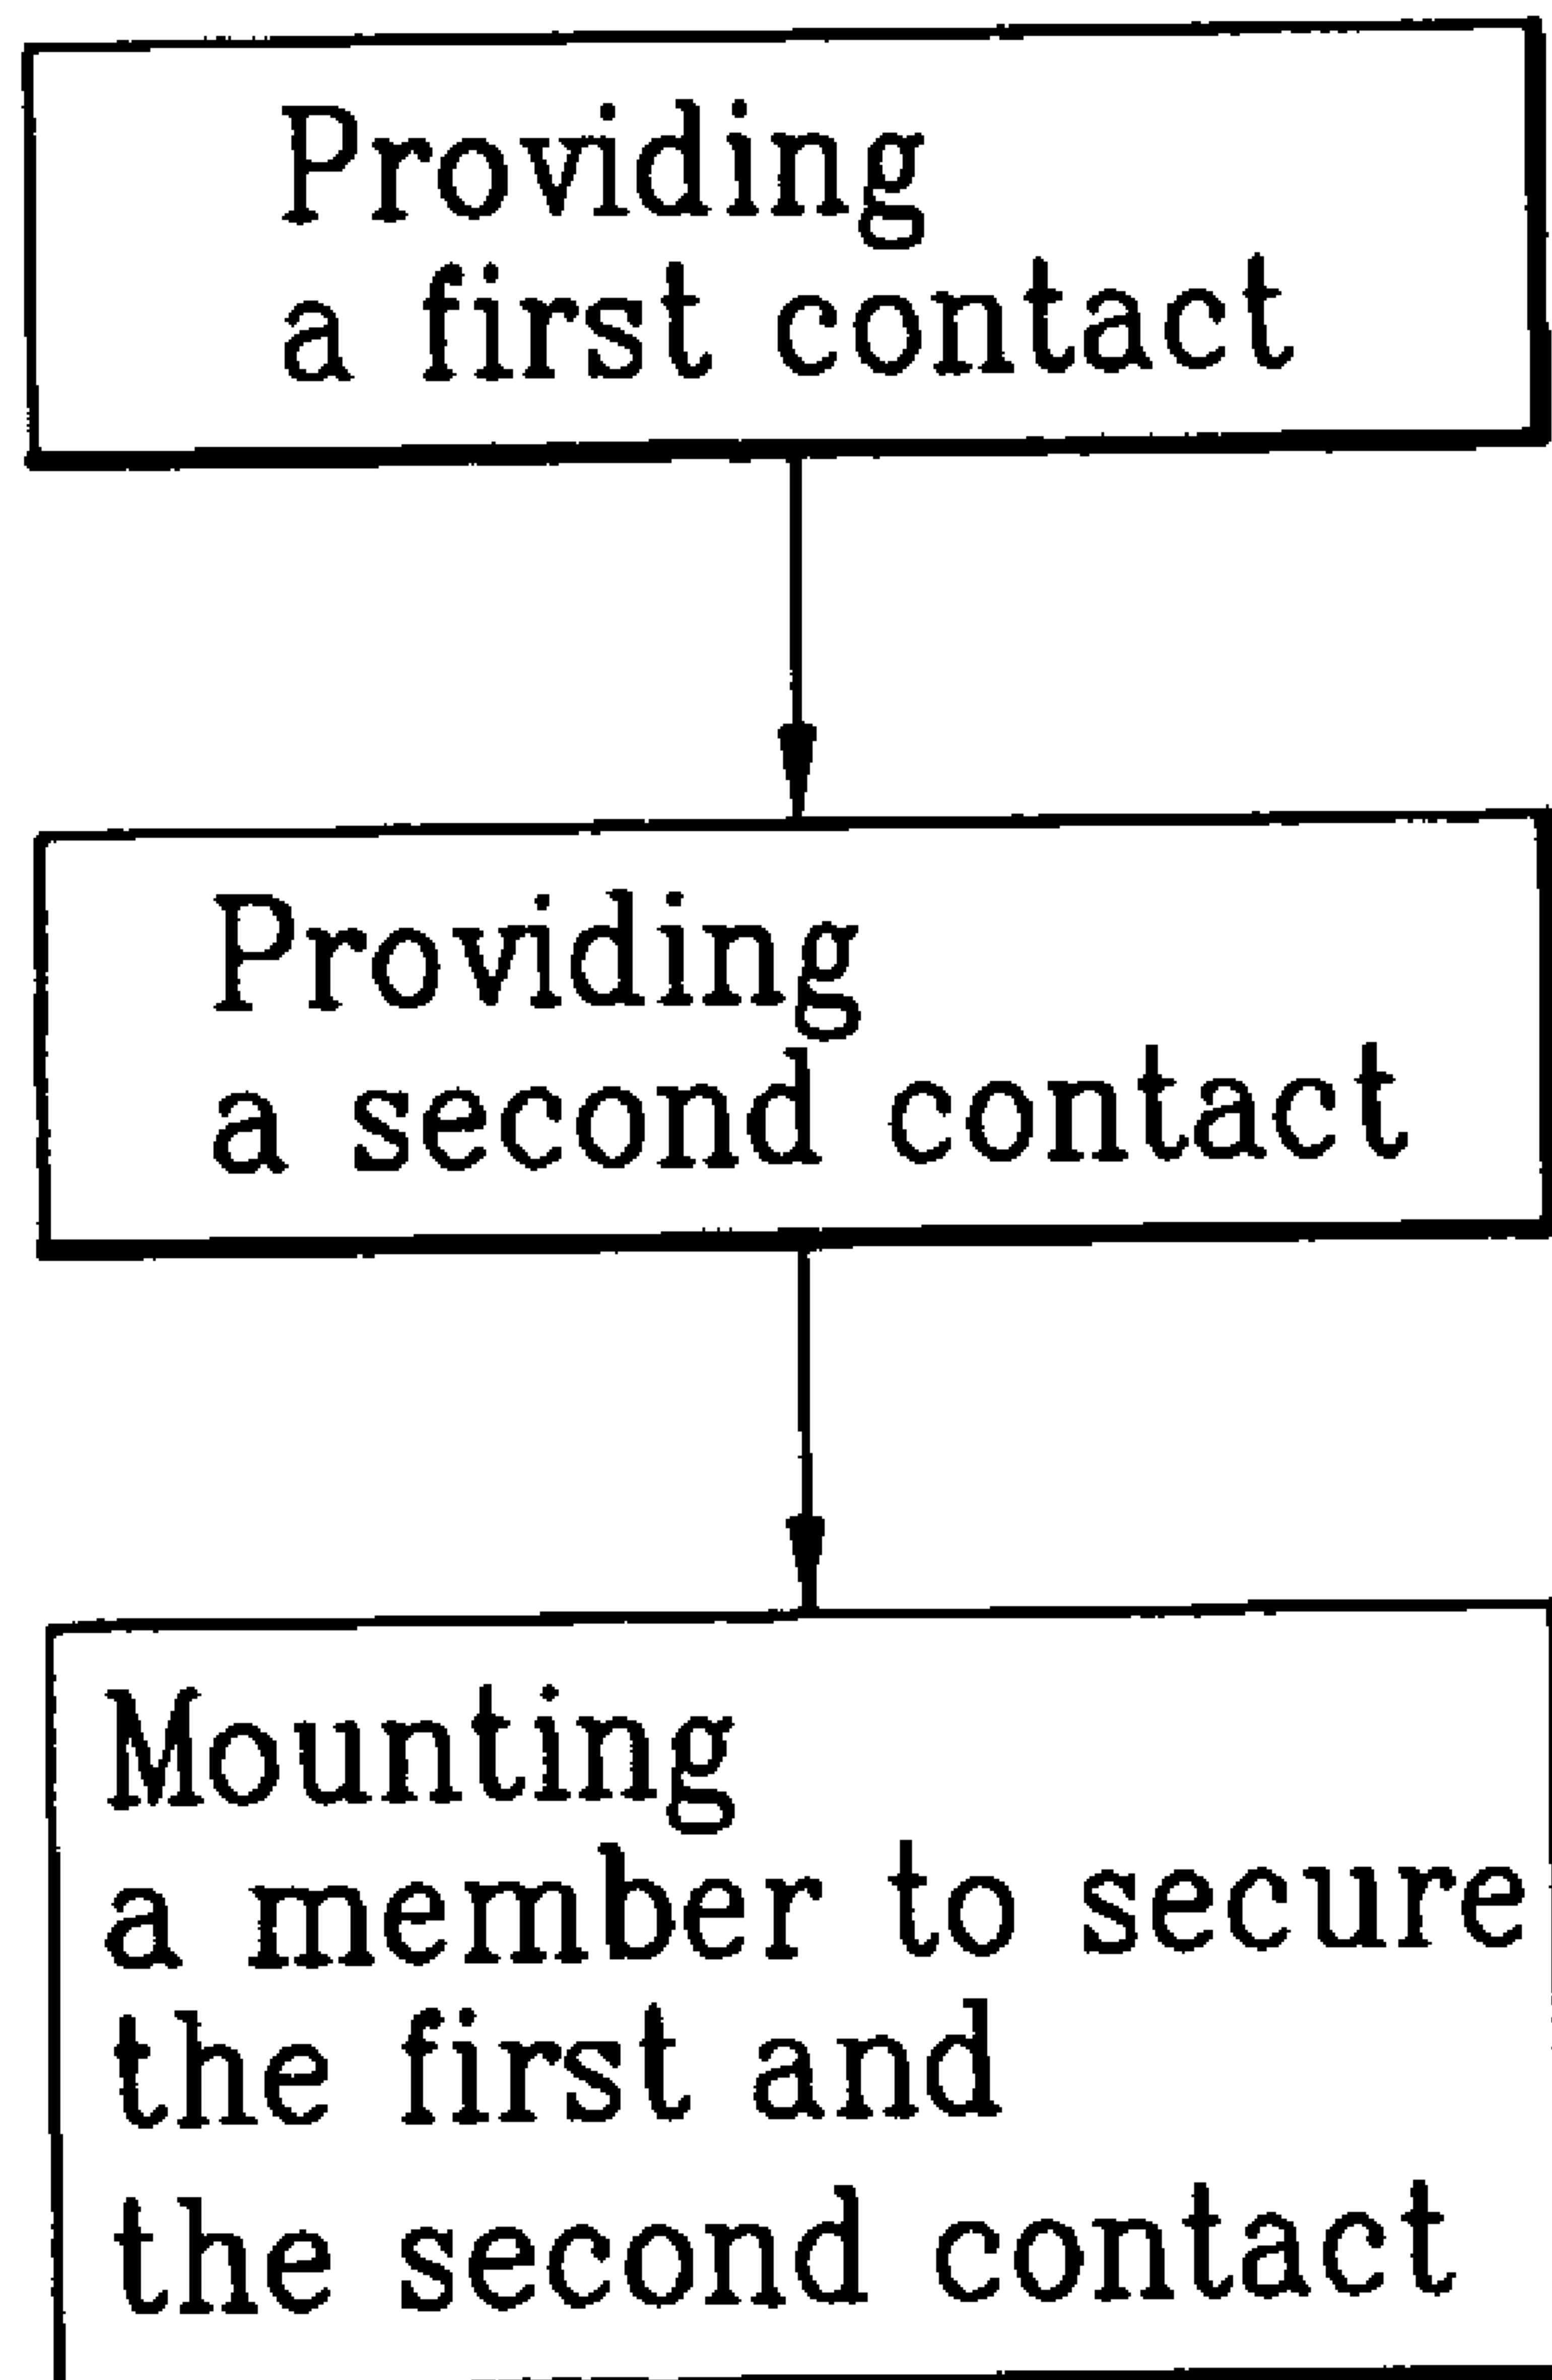 Providing
a first contact
Providing
a second contact
Mounting
a member to secure
the first and
the second contact